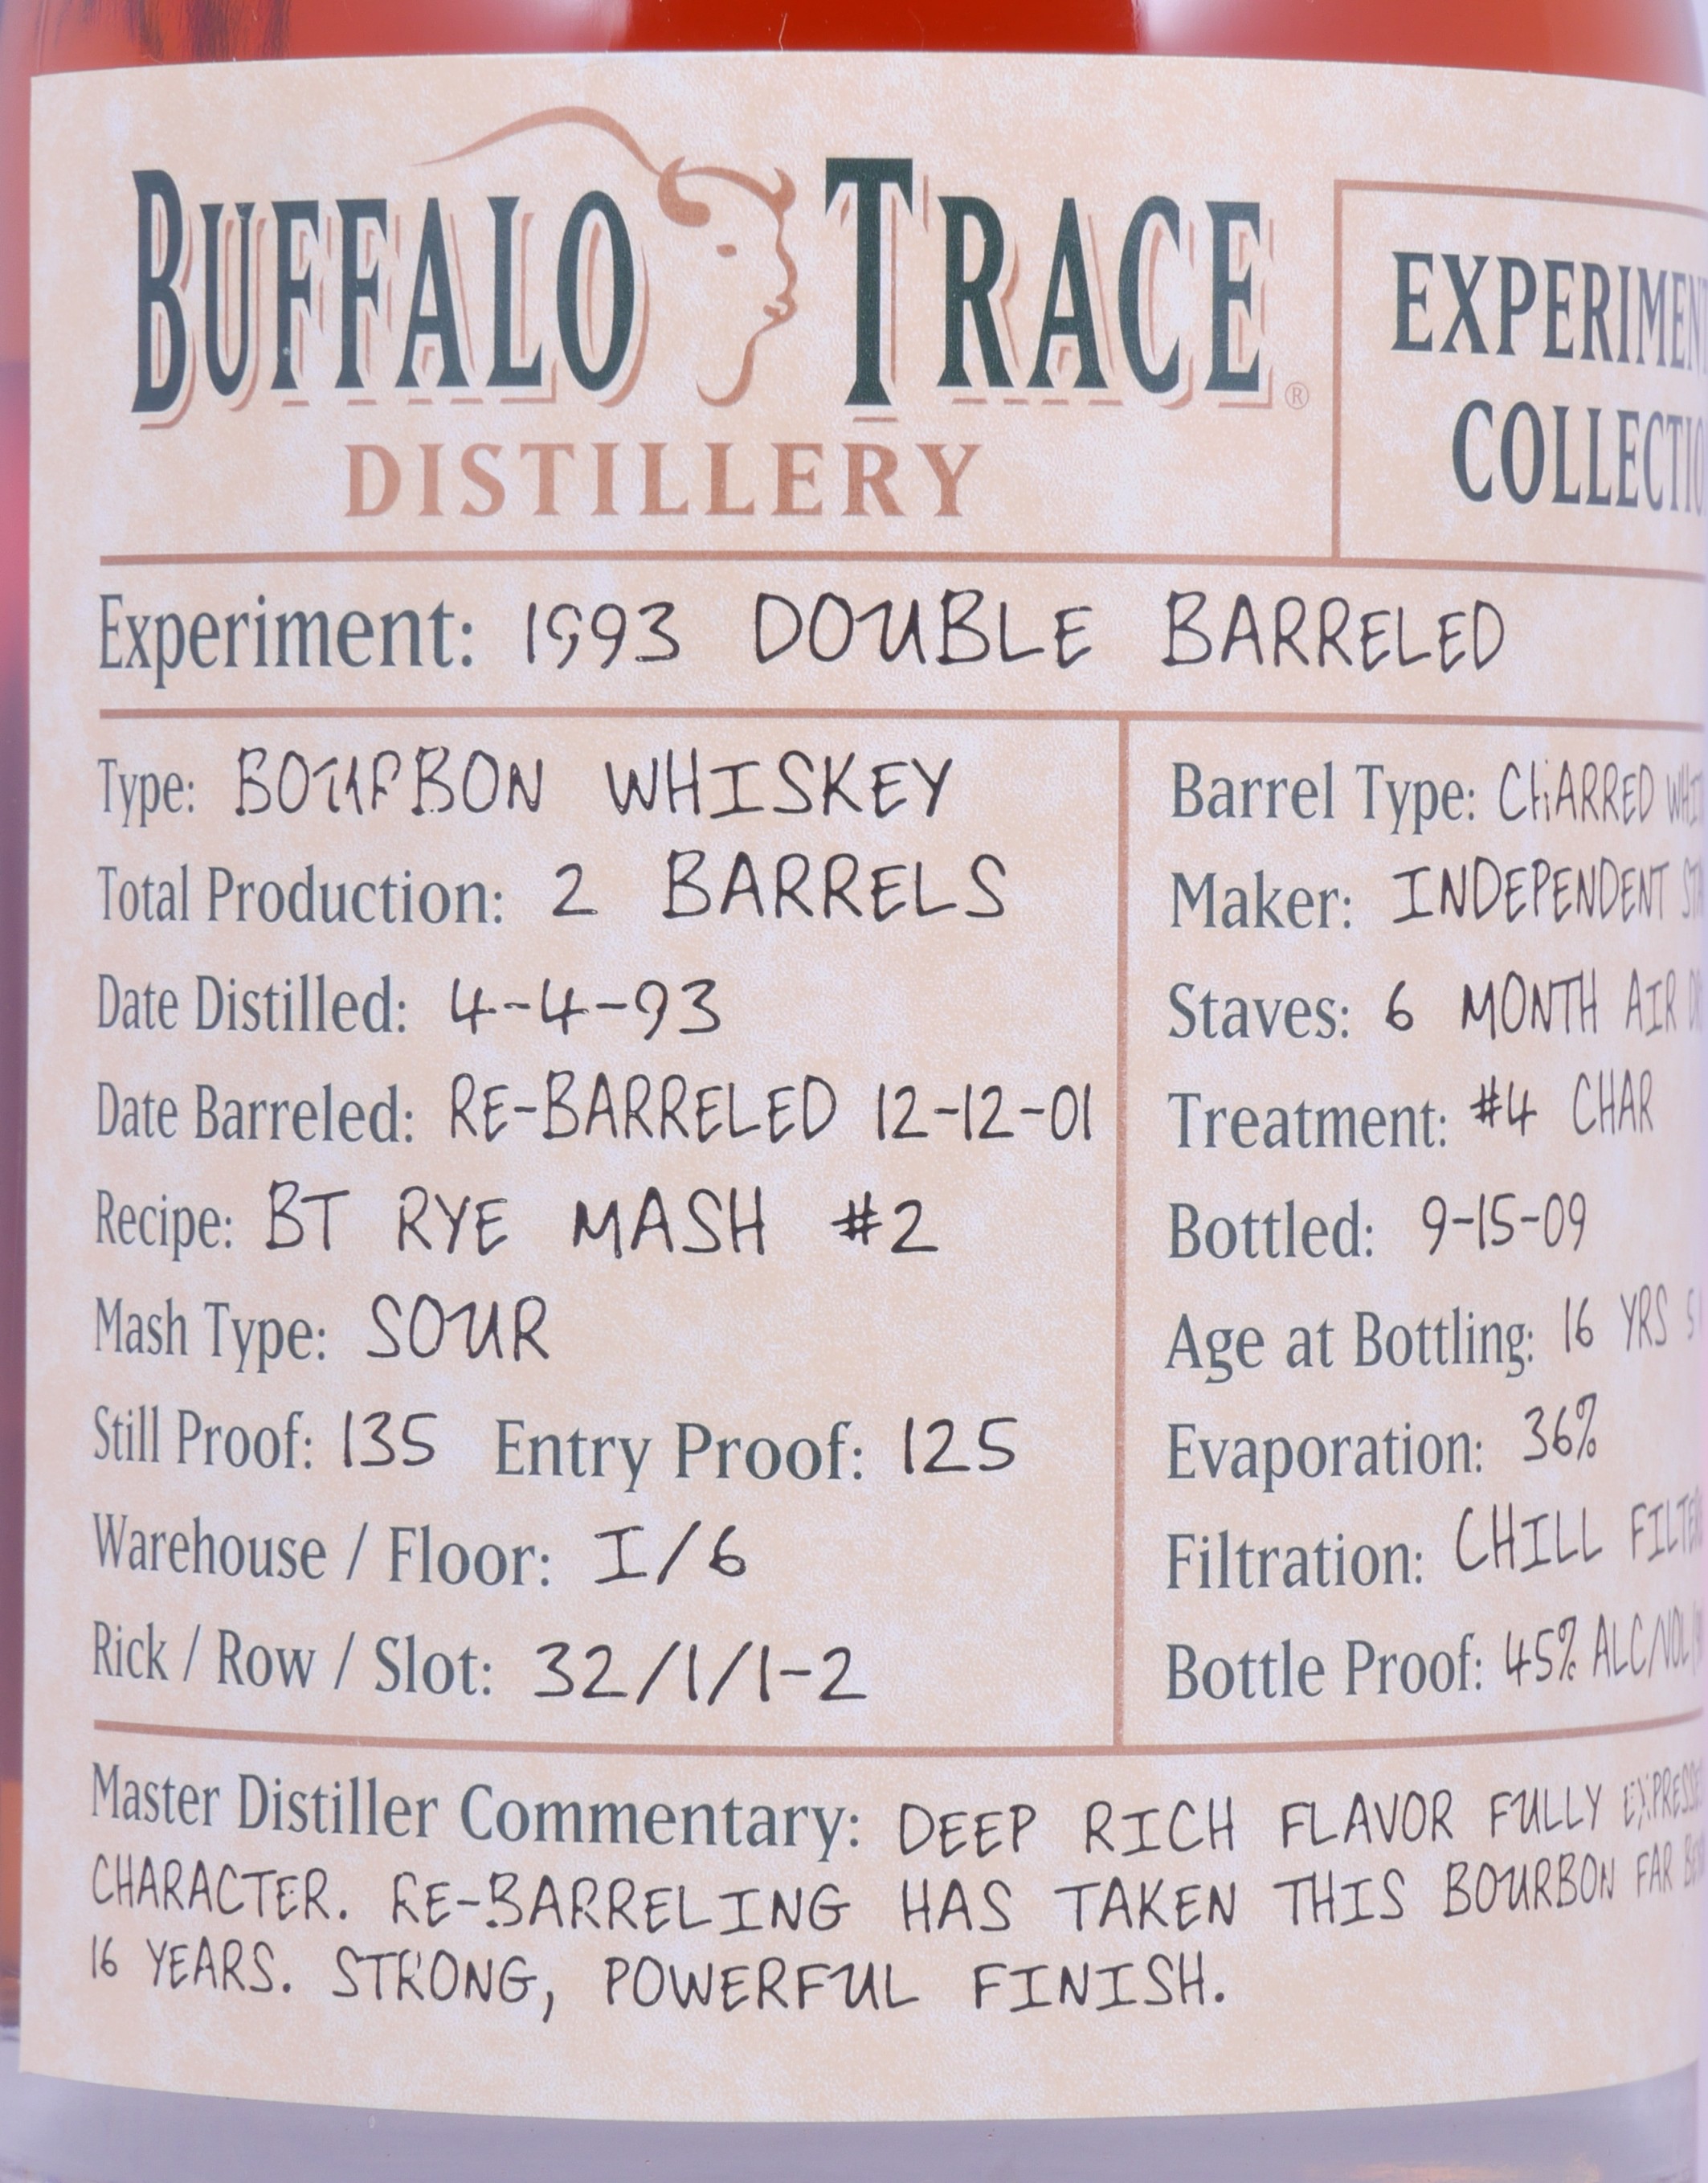 BUFFALO TRACE ®
DISTILLERY
EXPERIMEN
COLLECTIO
Experiment: 1993 DOUBLE BARRELED
Type: BOURBON WHISKEY
Total Production: 2 BARRELS
Date Distilled: 4-4-93
Date Barreled: RE-BARRELED 12-12-01
Recipe: BT RYE MASH #2
Mash Type: SOUR
Still Proof: 135 Entry Proof: 125
Warehouse / Floor: I/6
Rick / Row / Slot: 32/1/1-2
Barrel Type: CHARRED WHI
Maker: INDEPENDENT
Staves: 6 MONTH AIR
Treatment: #4 CHAR
Bottled: 9-15-09
Age at Bottling: 16 YRS
Evaporation: 36%
Filtration: CHILL FILTE
Bottle Proof: 45% ALC/VOL
Master Distiller Commentary: DEEP RICH FLAVOR FULLY EXPRESSE
CHARACTER. RE-BARRELING HAS TAKEN THIS BOURBON FAR
16 YEARS. STRONG, POWERFUL FINISH.